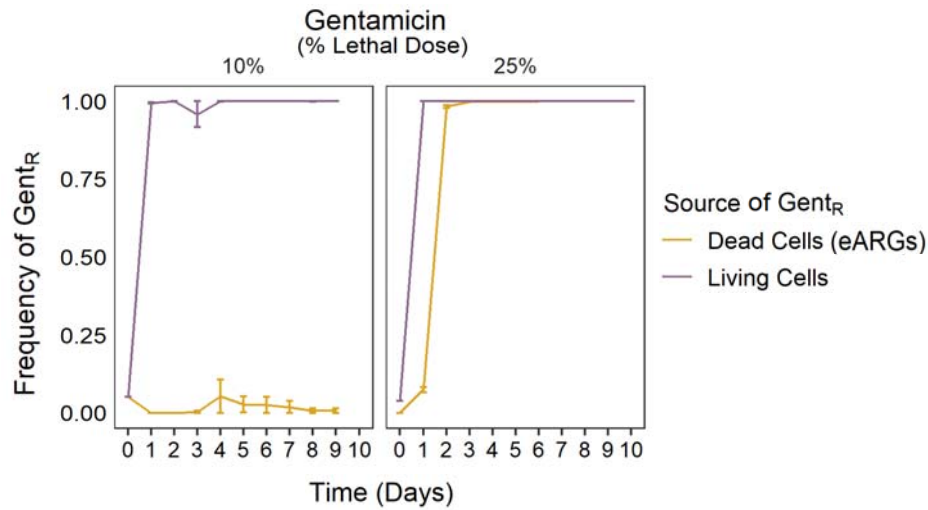 Gentamicin
(% Lethal Dose)
10%
25%
1.00
0.75
0.50
0.25
0.00
Frequency of GentR
0 1 2 3 4 5 6 7 8 9 10
0 1 2 3 4 5 6 7 8 9 10
Time (Days)
Source of GentR
Dead Cells (eARGs)
Living Cells